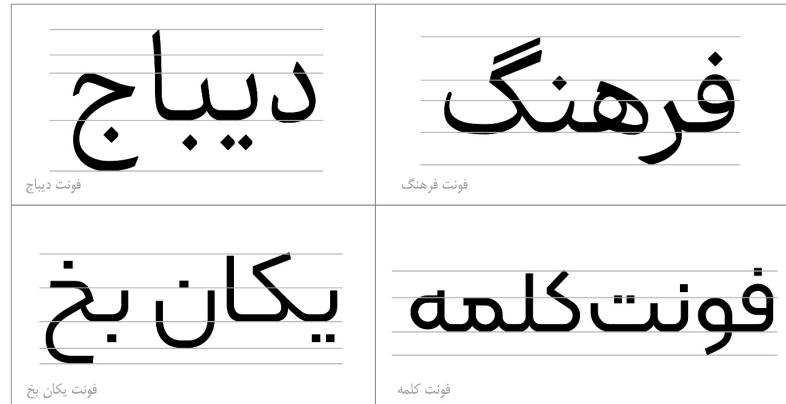 فرهنگ
فونت فرهنگ
دیباج
فونت دیباج
فونت کلمه
فونت کلمه
یکان بخ
فونت یکان بخ